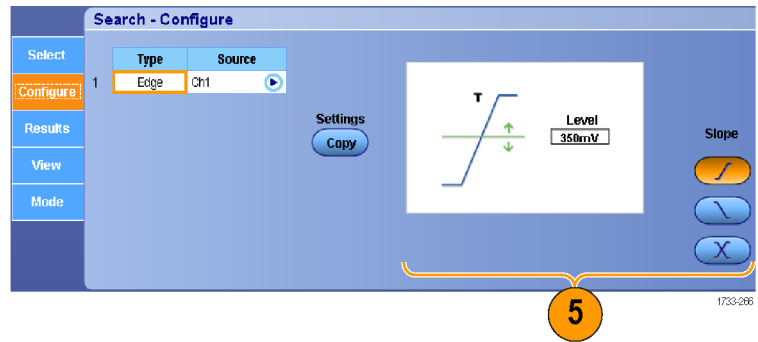 Search - Configure
Select
Configure
Results
View
Mode
Type Source
1 Edge Ch1
Settings
Copy
T
Level
350mV
Slope
5
1733-266